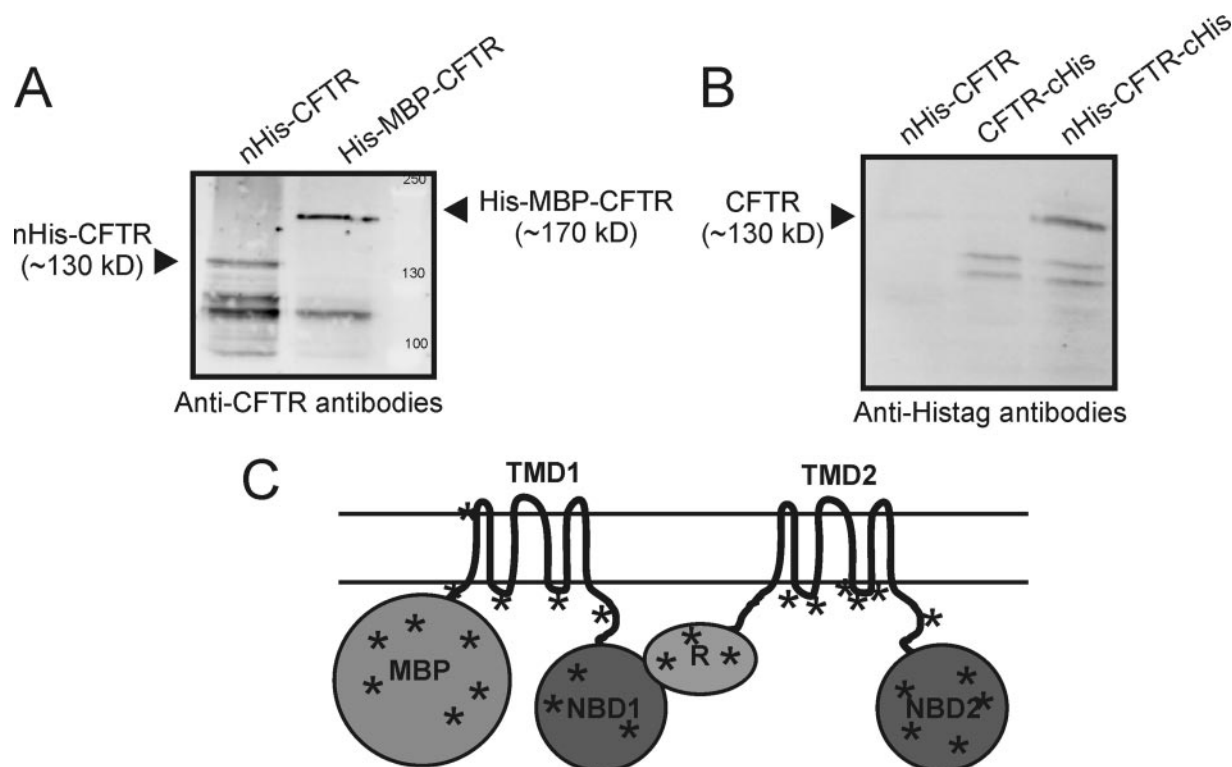 A
nHis-CFTR
His-MBP-CFTR
250
nHis-CFTR
(~130 kD)
His-MBP-CFTR
(~170 kD)
130
100
Anti-CFTR antibodies
B
nHis-CFTR
CFTR-cHis
nHis-CFTR-cHis
CFTR
(~130 kD)
Anti-Histag antibodies
C
TMD1
TMD2
MBP
NBD1
R
NBD2